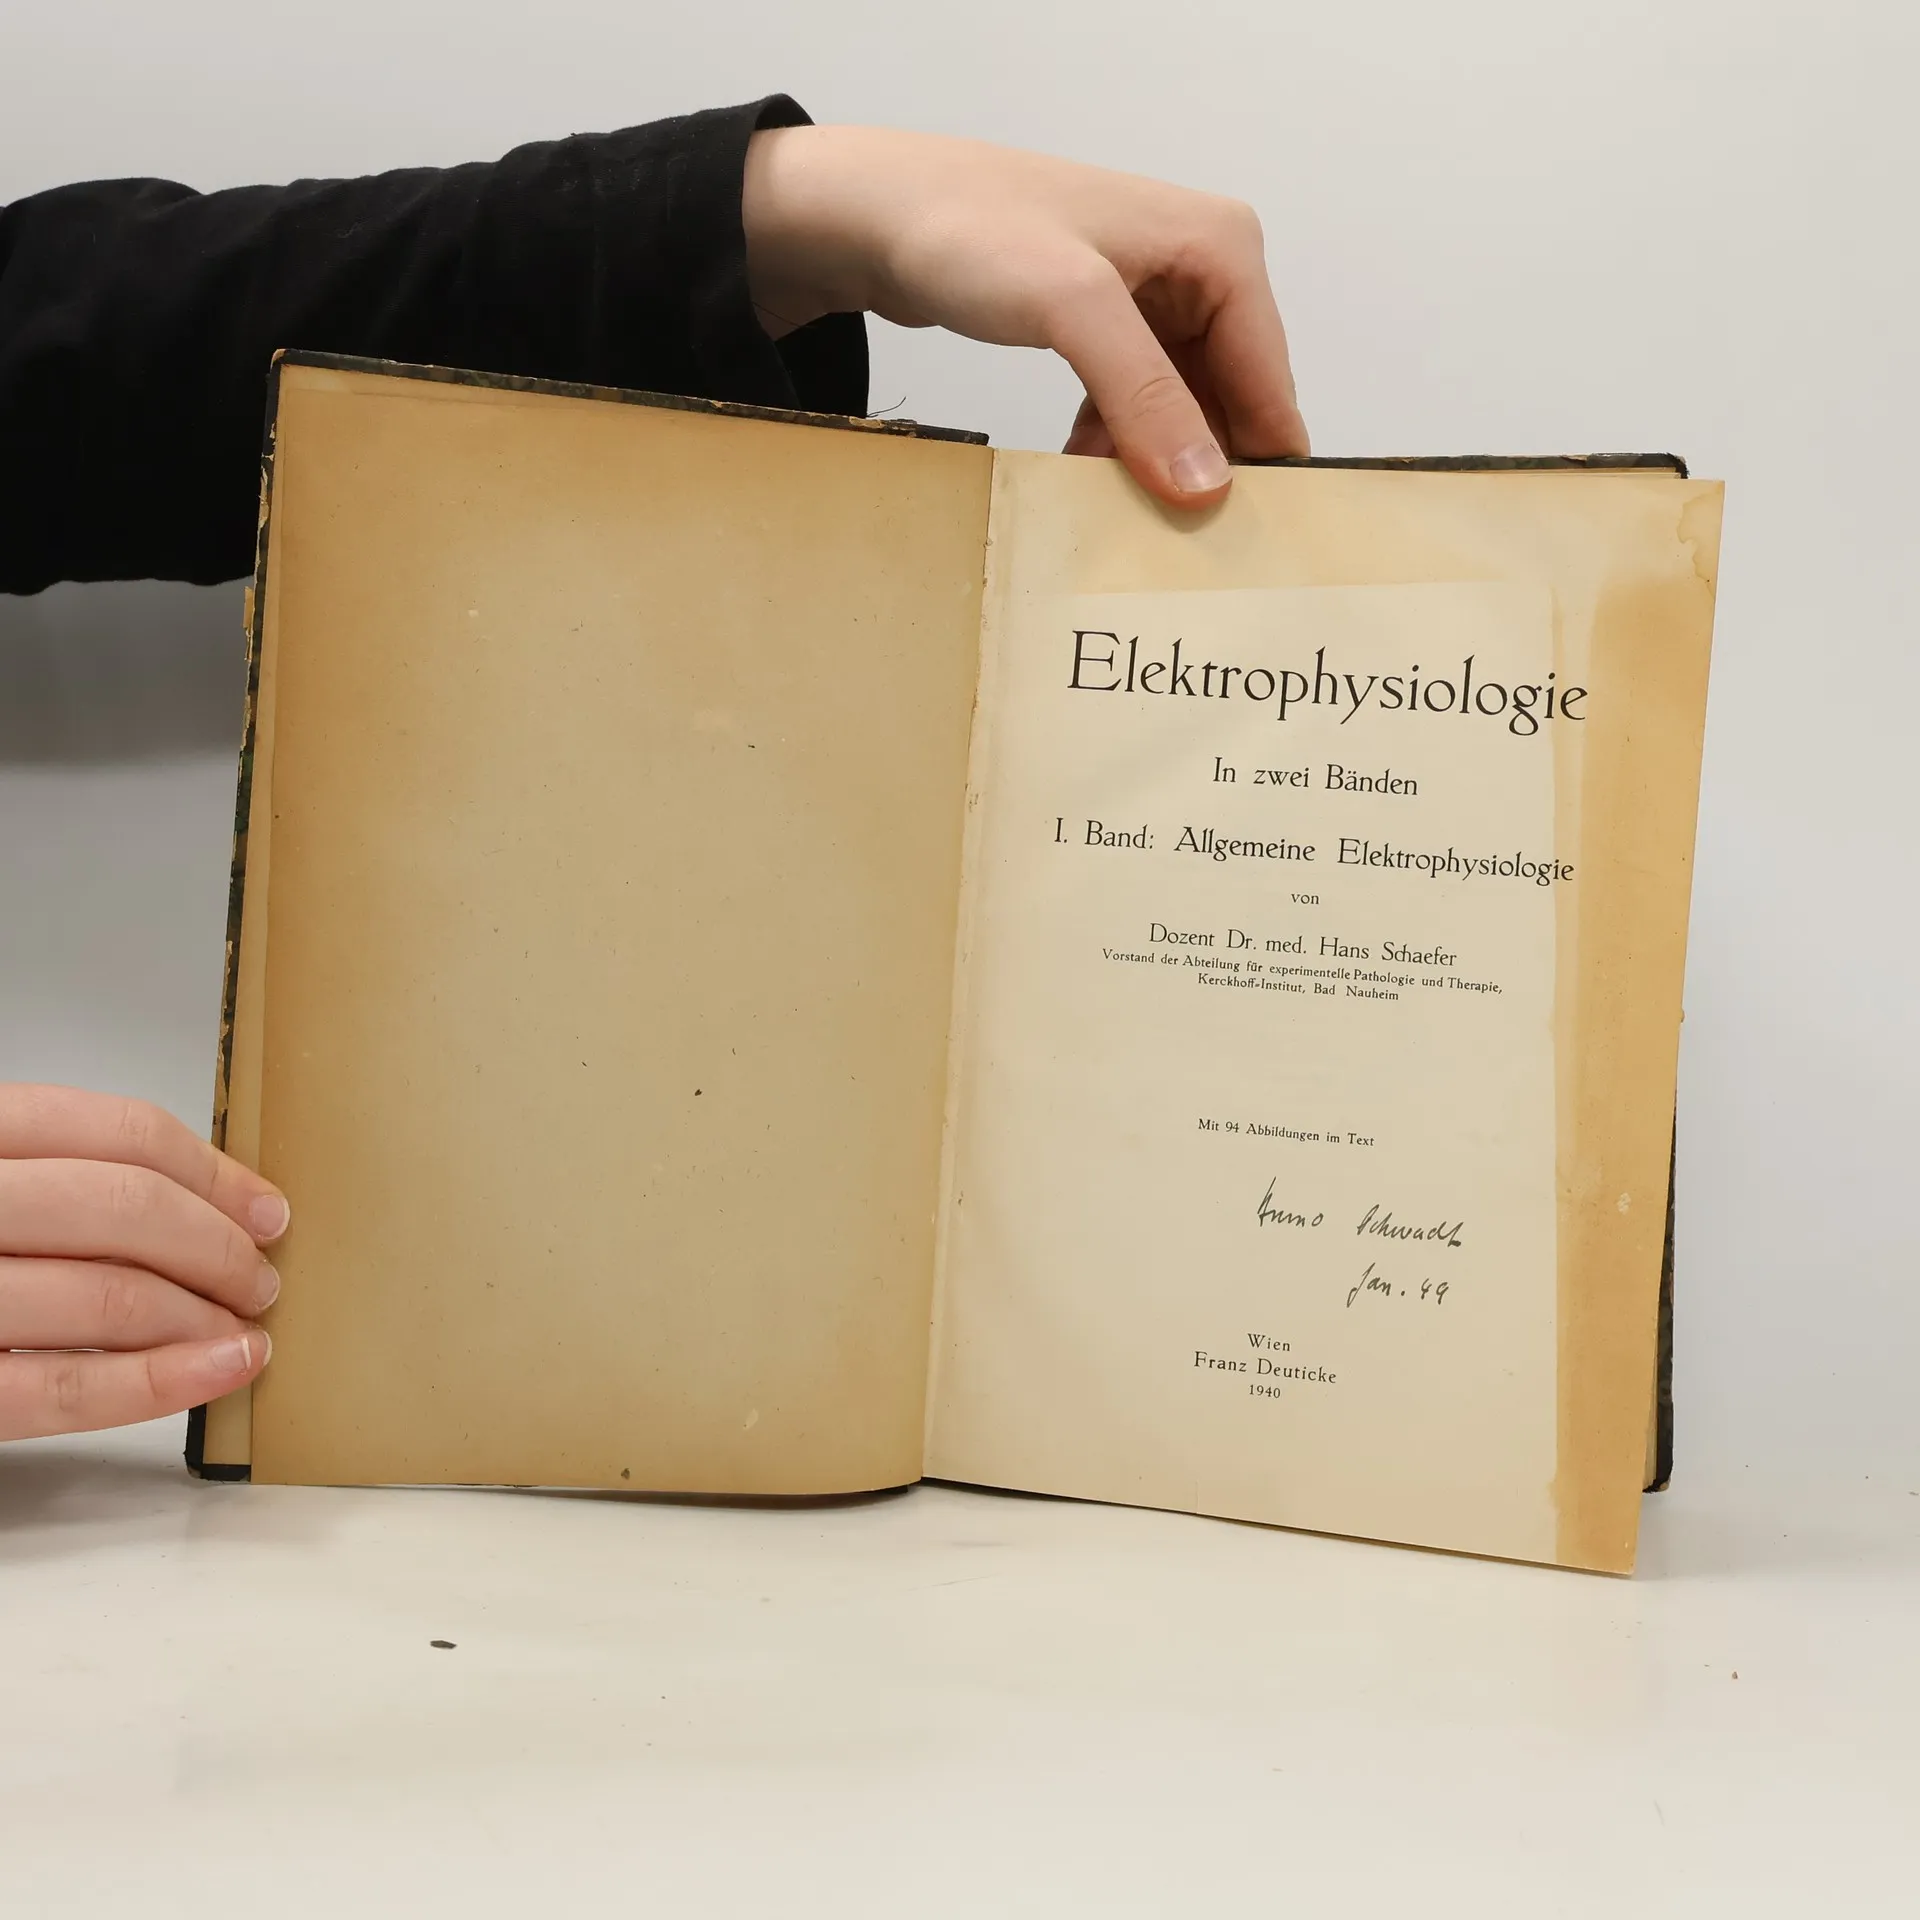 Elektrophysiologie
In zwei Bänden
I. Band: Allgemeine Elektrophysiologie
von
Dozent Dr. med. Hans Schaefer
Vorstand der Abteilung für experimentelle Pathologie und Therapie,
Kerckhoff-Institut, Bad Nauheim
Mit 94 Abbildungen im Text
Schwadt
Jan. 49
Wien
Franz Deuticke
1940